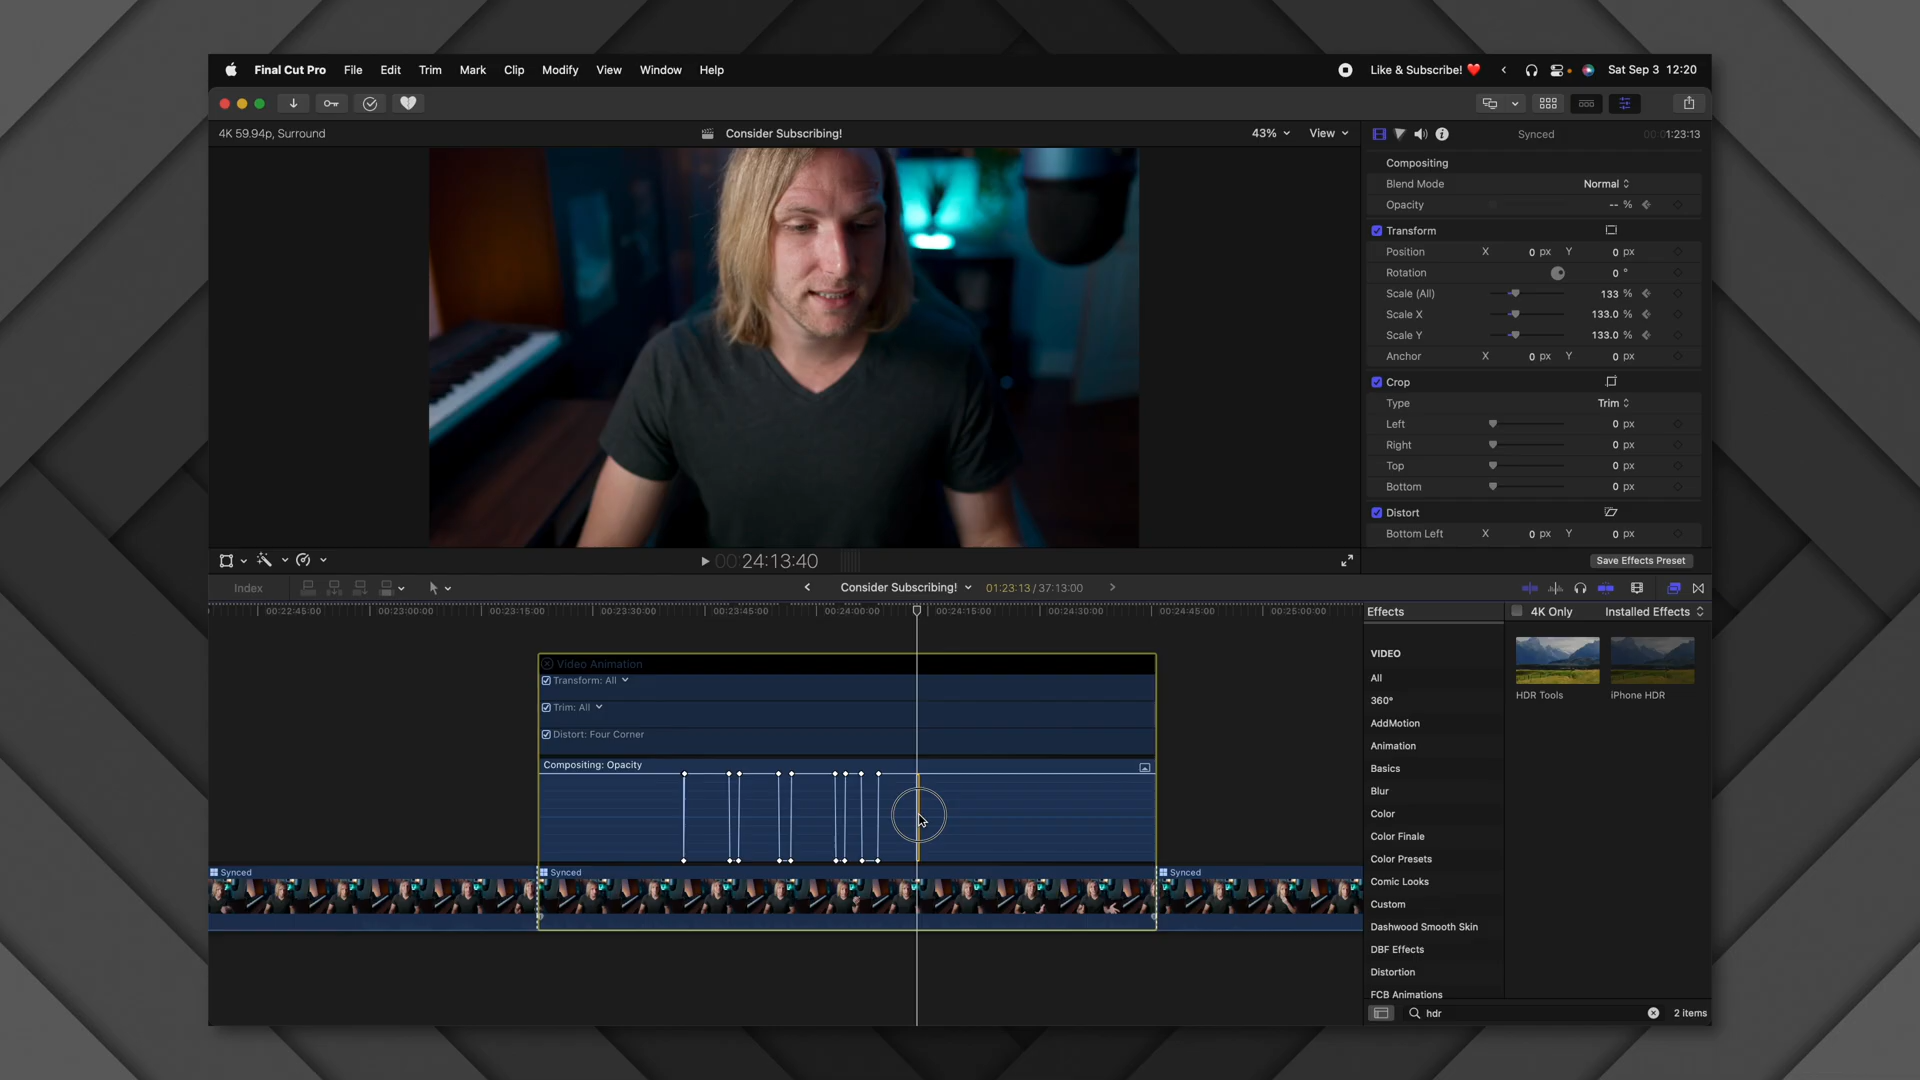 Final Cut Pro File Edit Trim Mark Clip Modify View Window Help Like & Subscribe! ❤️ Sat Sep 3 12:20
4K 59.94p, Surround Consider Subscribing! 43% View Synced 00:01:23:13
Compositing
Blend Mode Normal
Opacity -- %
Transform
Position X 0 px Y 0 px
Rotation 0 °
Scale (All) 133 %
Scale X 133.0 %
Scale Y 133.0 %
Anchor X 0 px Y 0 px
Crop
Type Trim
Left 0 px
Right 0 px
Top 0 px
Bottom 0 px
Distort
Bottom Left X 0 px Y 0 px
00:24:13:40 Save Effects Preset
Index Consider Subscribing! 01:23:13 / 37:13:00
00:22:45:00 00:23:00:00 00:23:15:00 00:23:30:00 00:23:45:00 00:24:00:00 00:24:15:00 00:24:30:00 00:24:45:00 00:25:00:00
Effects 4K Only Installed Effects
Video Animation
Transform: All
Trim: All
Distort: Four Corner
Compositing: Opacity
Synced Synced Synced
VIDEO
All
360°
AddMotion
Animation
Basics
Blur
Color
Color Finale
Color Presets
Comic Looks
Custom
Dashwood Smooth Skin
DBF Effects
Distortion
FCB Animations
HDR Tools iPhone HDR
hdr 2 items